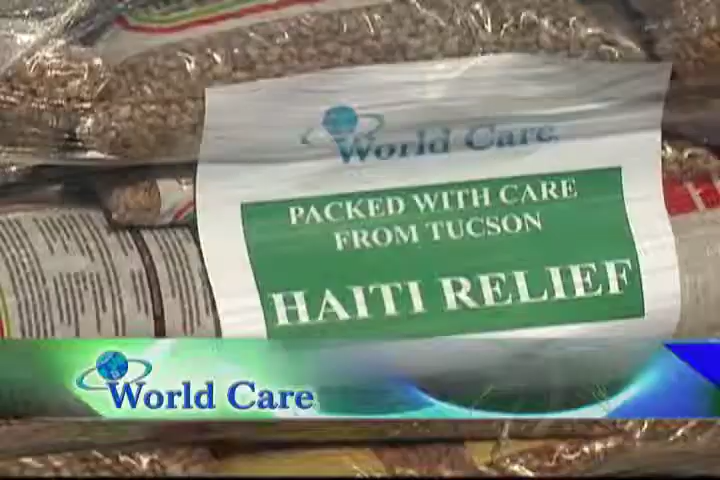 World Care
PACKED WITH CARE
FROM TUCSON
HAITI RELIEF
World Care